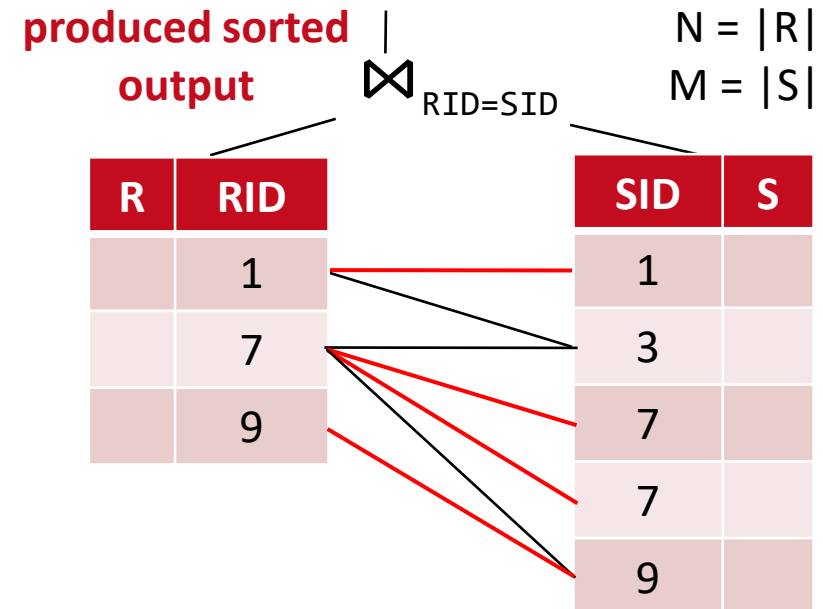 produced sorted
output
⋈ RID=SID
N = |R|
M = |S|
R RID
1
7
9
SID S
1
3
7
7
9